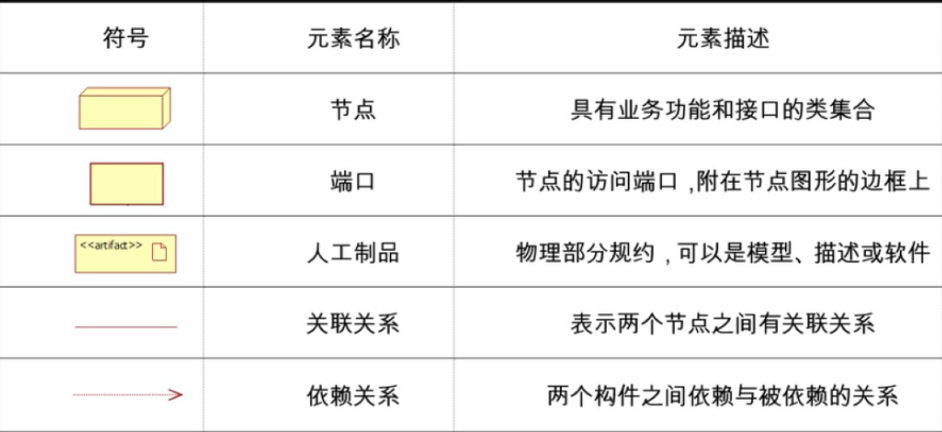 符号 元素名称 元素描述
节点 具有业务功能和接口的类集合
端口 节点的访问端口,附在节点图形的边框上
<<artifact>> 人工制品 物理部分规约,可以是模型、描述或软件
关联关系 表示两个节点之间有关联关系
依赖关系 两个构件之间依赖与被依赖的关系